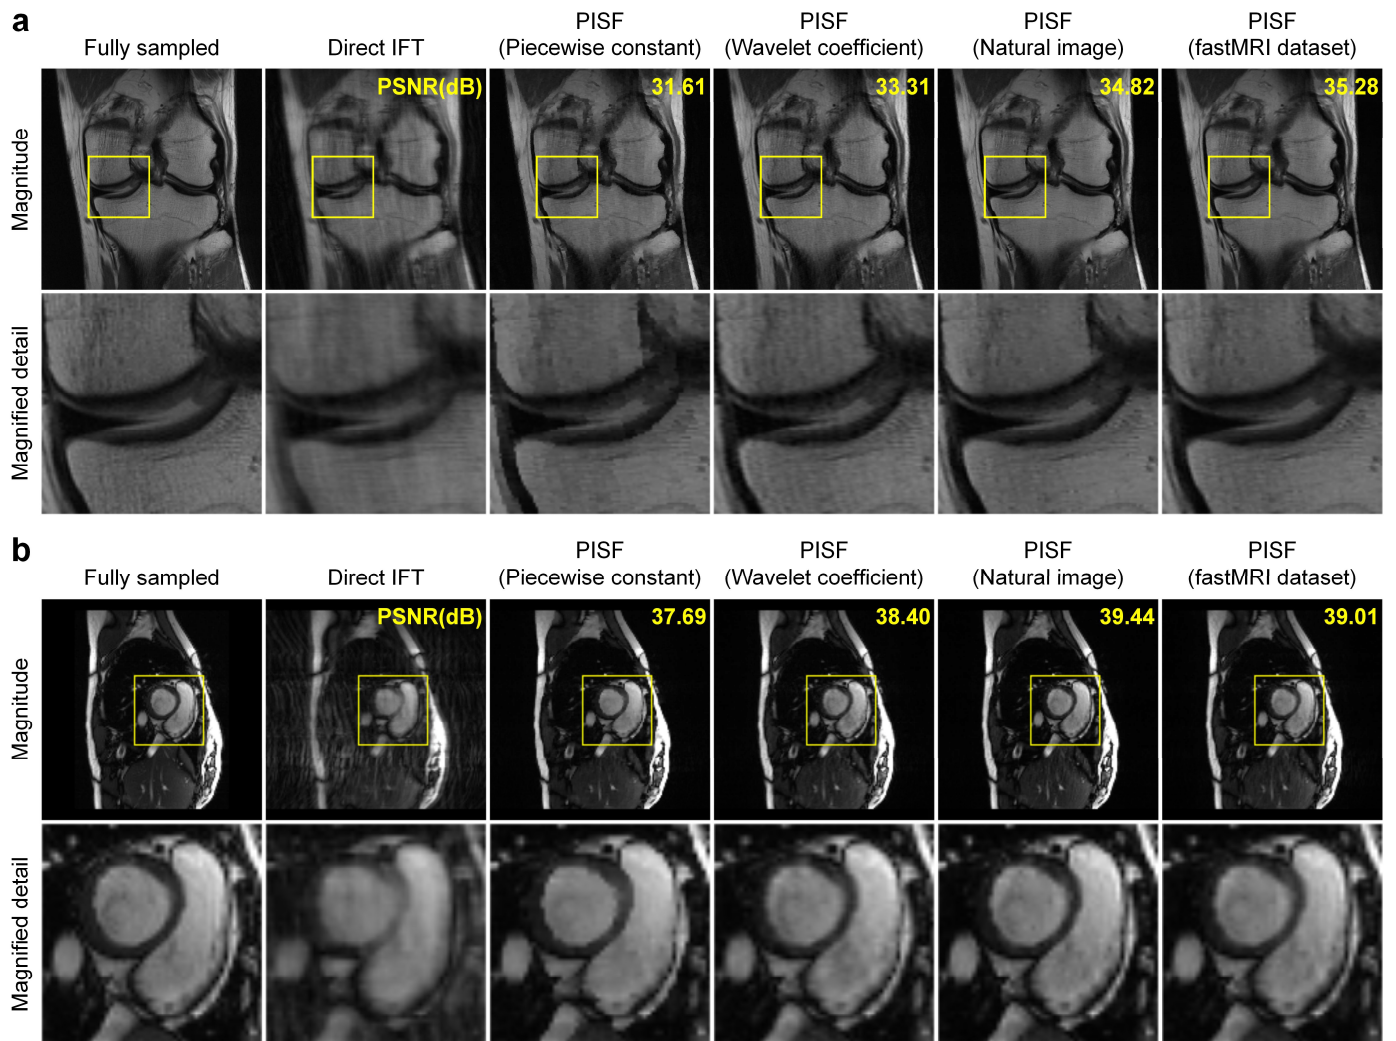 a
Fully sampled
Direct IFT
PISF
(Piecewise constant)
PISF
(Wavelet coefficient)
PISF
(Natural image)
PISF
(fastMRI dataset)
Magnitude
PSNR(dB)
31.61
33.31
34.82
35.28
Magnified detail
b
Fully sampled
Direct IFT
PISF
(Piecewise constant)
PISF
(Wavelet coefficient)
PISF
(Natural image)
PISF
(fastMRI dataset)
Magnitude
PSNR(dB)
37.69
38.40
39.44
39.01
Magnified detail